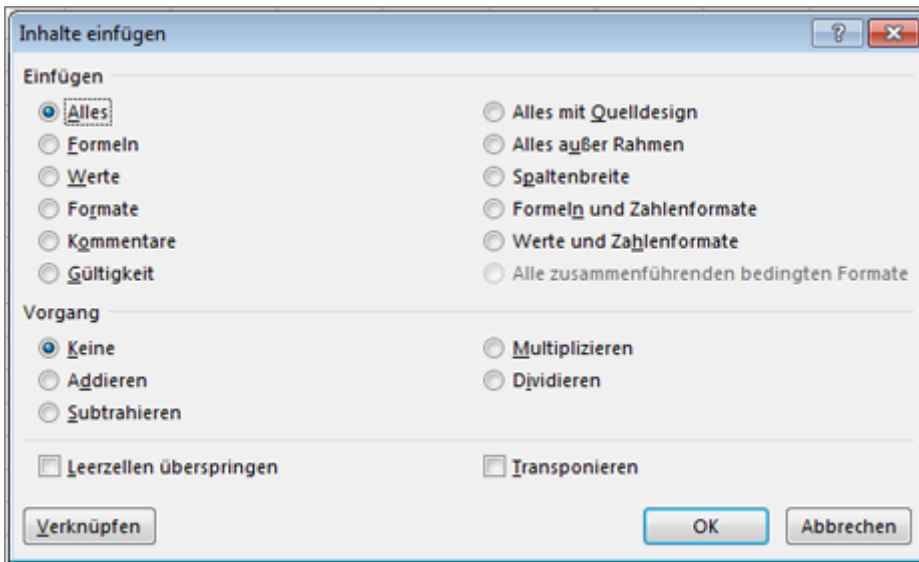 Inhalte einfügen
Einfügen
Alles
Alles mit Quelldesign
Formeln
Alles außer Rahmen
Werte
Spaltenbreite
Formate
Formeln und Zahlenformate
Kommentare
Werte und Zahlenformate
Gültigkeit
Alle zusammenführenden bedingten Formate
Vorgang
Keine
Multiplizieren
Addieren
Dividieren
Subtrahieren
Leerzellen überspringen
Transponieren
Verknüpfen
OK
Abbrechen